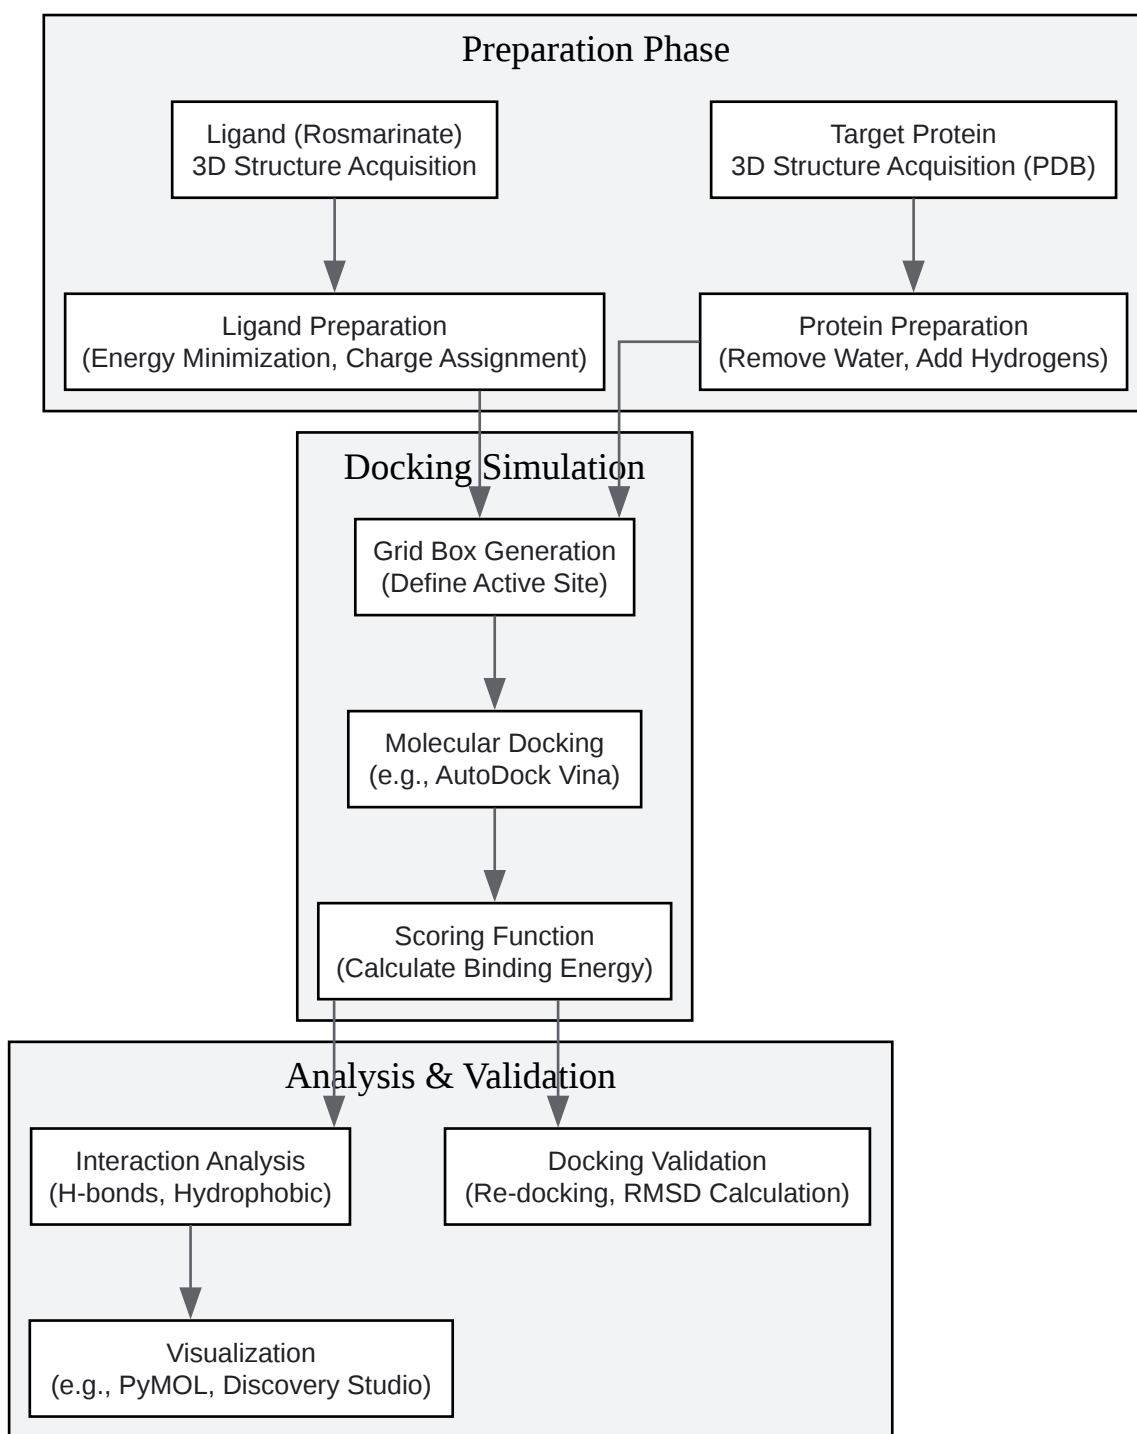 Preparation Phase
Ligand (Rosmarinate)
3D Structure Acquisition
Target Protein
3D Structure Acquisition (PDB)
Ligand Preparation
(Energy Minimization, Charge Assignment)
Protein Preparation
(Remove Water, Add Hydrogens)
Docking Simulation
Grid Box Generation
(Define Active Site)
Molecular Docking
(e.g., AutoDock Vina)
Scoring Function
(Calculate Binding Energy)
Analysis & Validation
Interaction Analysis
(H-bonds, Hydrophobic)
Docking Validation
(Re-docking, RMSD Calculation)
Visualization
(e.g., PyMOL, Discovery Studio)